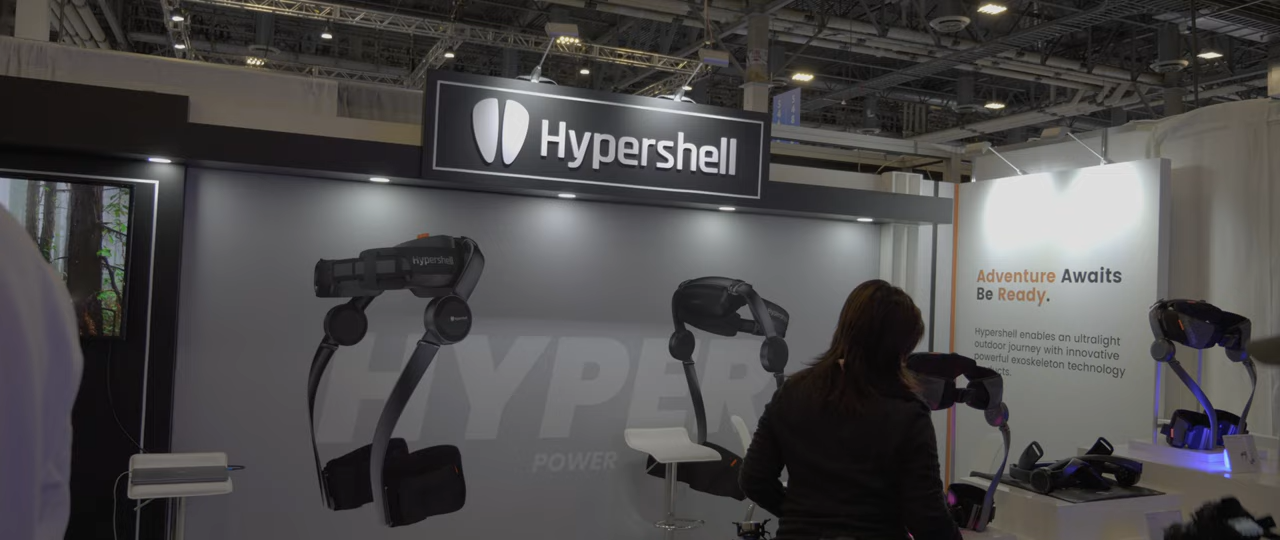 Hypershell
Hypershell
HYPER
POWER
Adventure Awaits
Be Ready.
Hypershell enables an ultralight
outdoor journey with innovative
powerful exoskeleton technology